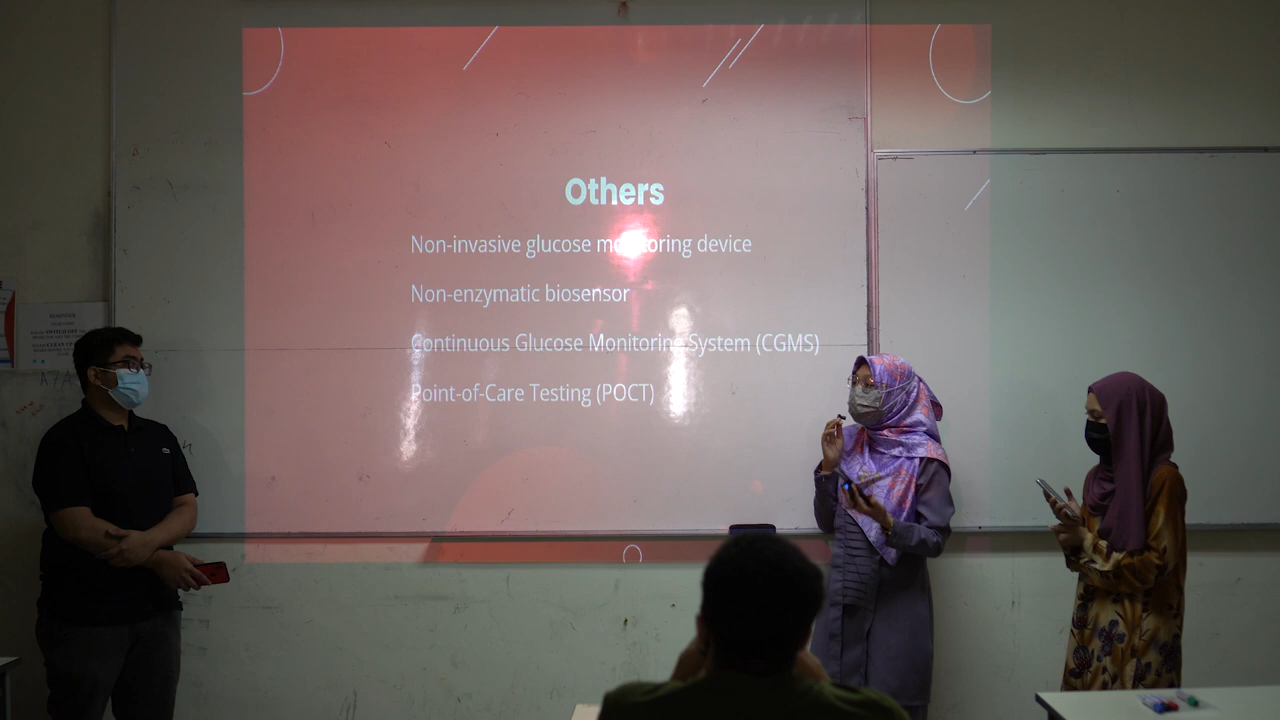 Others
Non-invasive glucose monitoring device
Non-enzymatic biosensor
Continuous Glucose Monitoring System (CGMS)
Point-of-Care Testing (POCT)
REMINDER